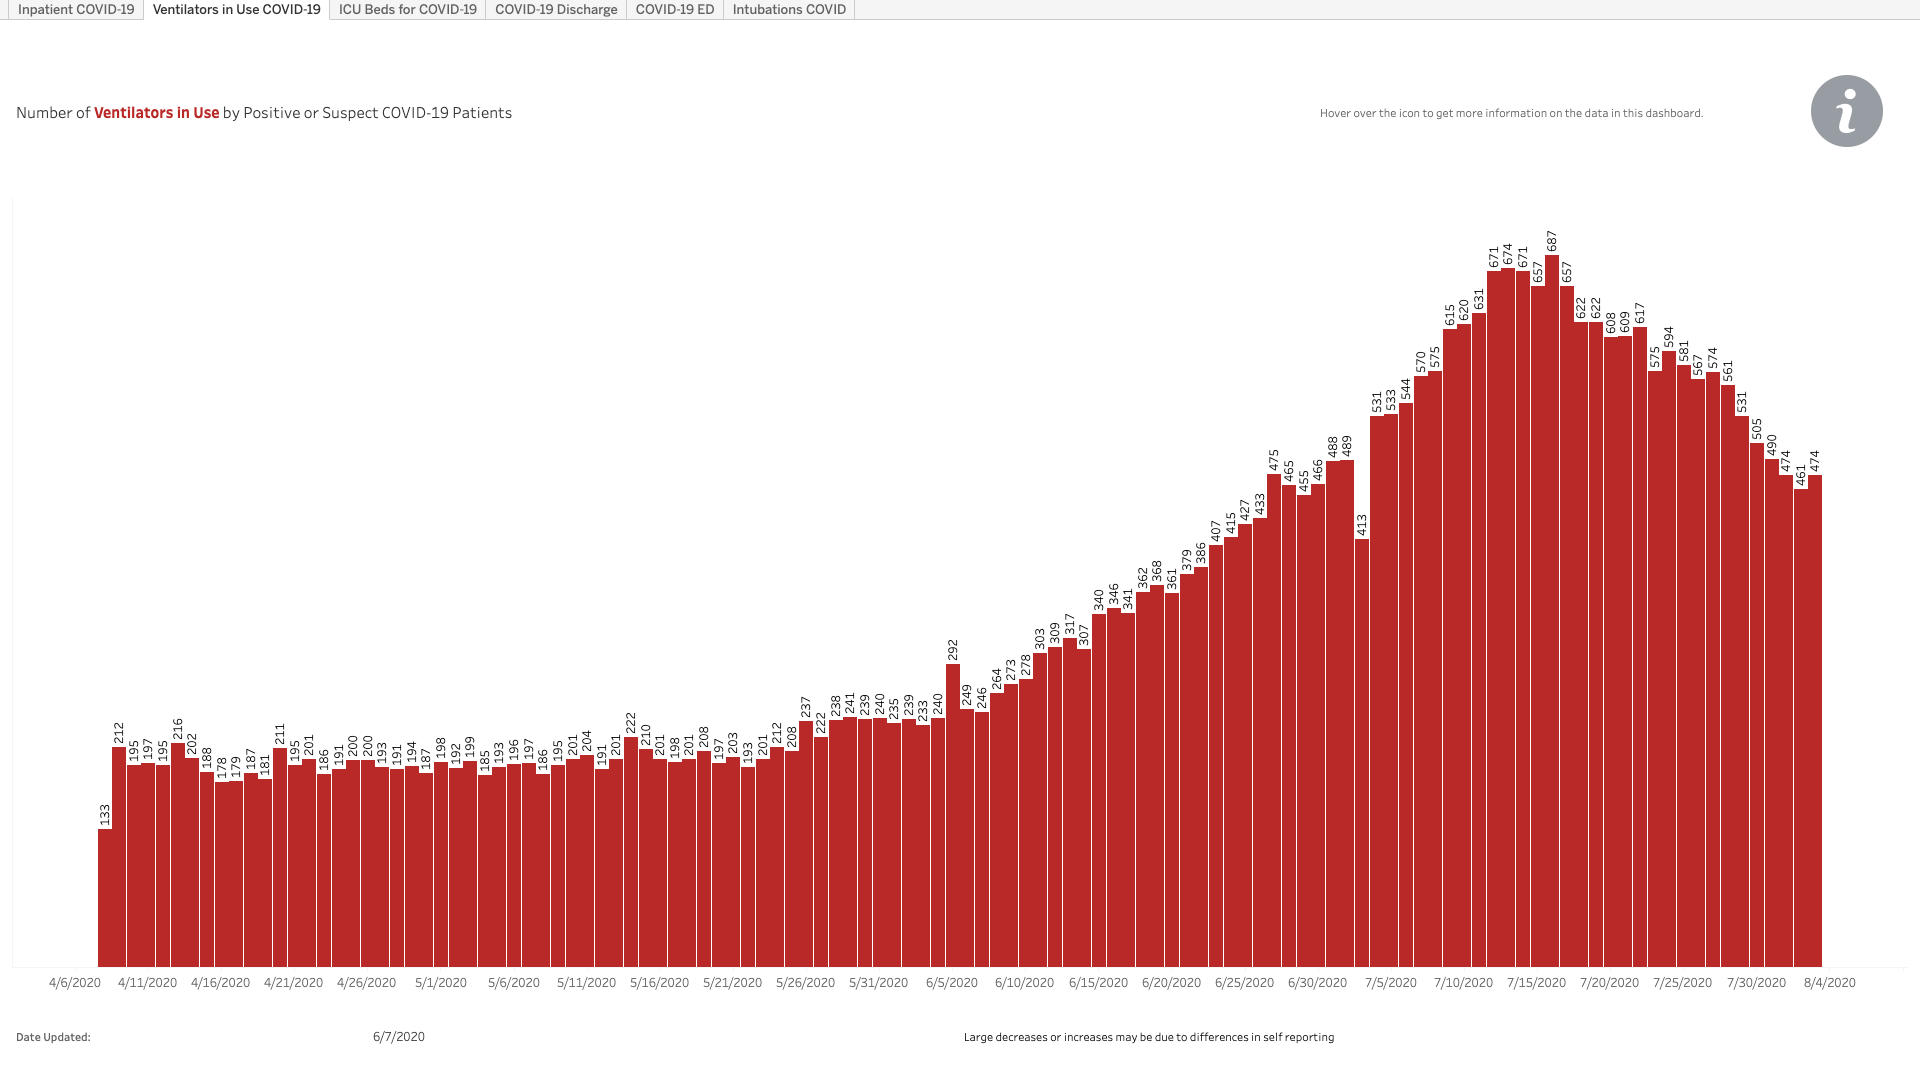 Inpatient COVID-19 Ventilators in Use COVID-19 ICU Beds for COVID-19 COVID-19 Discharge COVID-19 ED Intubations COVID
Number of Ventilators in Use by Positive or Suspect COVID-19 Patients
Hover over the icon to get more information on the data in this dashboard.
i
133 212 195 197 195 216 202 188 178 179 187 181 211 195 201 186 191 200 200 193 191 194 187 198 192 199 185 193 196 197 186 195 201 204 191 201 222 210 201 198 201 208 197 203 193 201 212 208 237 222 238 241 239 240 235 239 233 240 292 249 246 264 273 278 303 309 317 307 340 346 341 362 368 361 379 386 407 415 427 433 475 465 455 466 488 489 413 531 533 544 570 575 615 620 631 671 674 671 657 687 657 622 622 608 609 617 575 594 581 567 574 561 531 505 490 474 461 474
4/6/2020 4/11/2020 4/16/2020 4/21/2020 4/26/2020 5/1/2020 5/6/2020 5/11/2020 5/16/2020 5/21/2020 5/26/2020 5/31/2020 6/5/2020 6/10/2020 6/15/2020 6/20/2020 6/25/2020 6/30/2020 7/5/2020 7/10/2020 7/15/2020 7/20/2020 7/25/2020 7/30/2020 8/4/2020
Date Updated: 6/7/2020 Large decreases or increases may be due to differences in self reporting